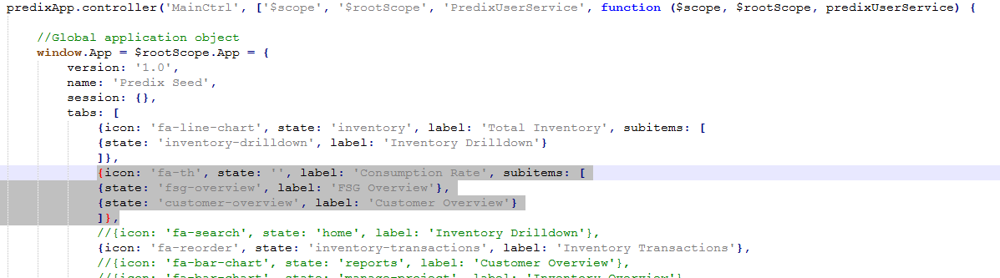 predixApp.controller('MainCtrl', ['$scope', '$rootScope', 'PredixUserService', function ($scope, $rootScope, predixUserService) {
//Global application object
window.App = $rootScope.App = {
version: '1.0',
name: 'Predix Seed',
session: {},
tabs: [
{icon: 'fa-line-chart', state: 'inventory', label: 'Total Inventory', subitems: [
{state: 'inventory-drilldown', label: 'Inventory Drilldown'}
]},
{icon: 'fa-th', state: '', label: 'Consumption Rate', subitems: [
{state: 'fsg-overview', label: 'FSG Overview'},
{state: 'customer-overview', label: 'Customer Overview'}
]},
//{icon: 'fa-search', state: 'home', label: 'Inventory Drilldown'},
{icon: 'fa-reorder', state: 'inventory-transactions', label: 'Inventory Transactions'},
//{icon: 'fa-bar-chart', state: 'reports', label: 'Customer Overview'},
//{icon: 'fa-bar-chart', state: 'manage-project', label: 'Inventory Overview'}